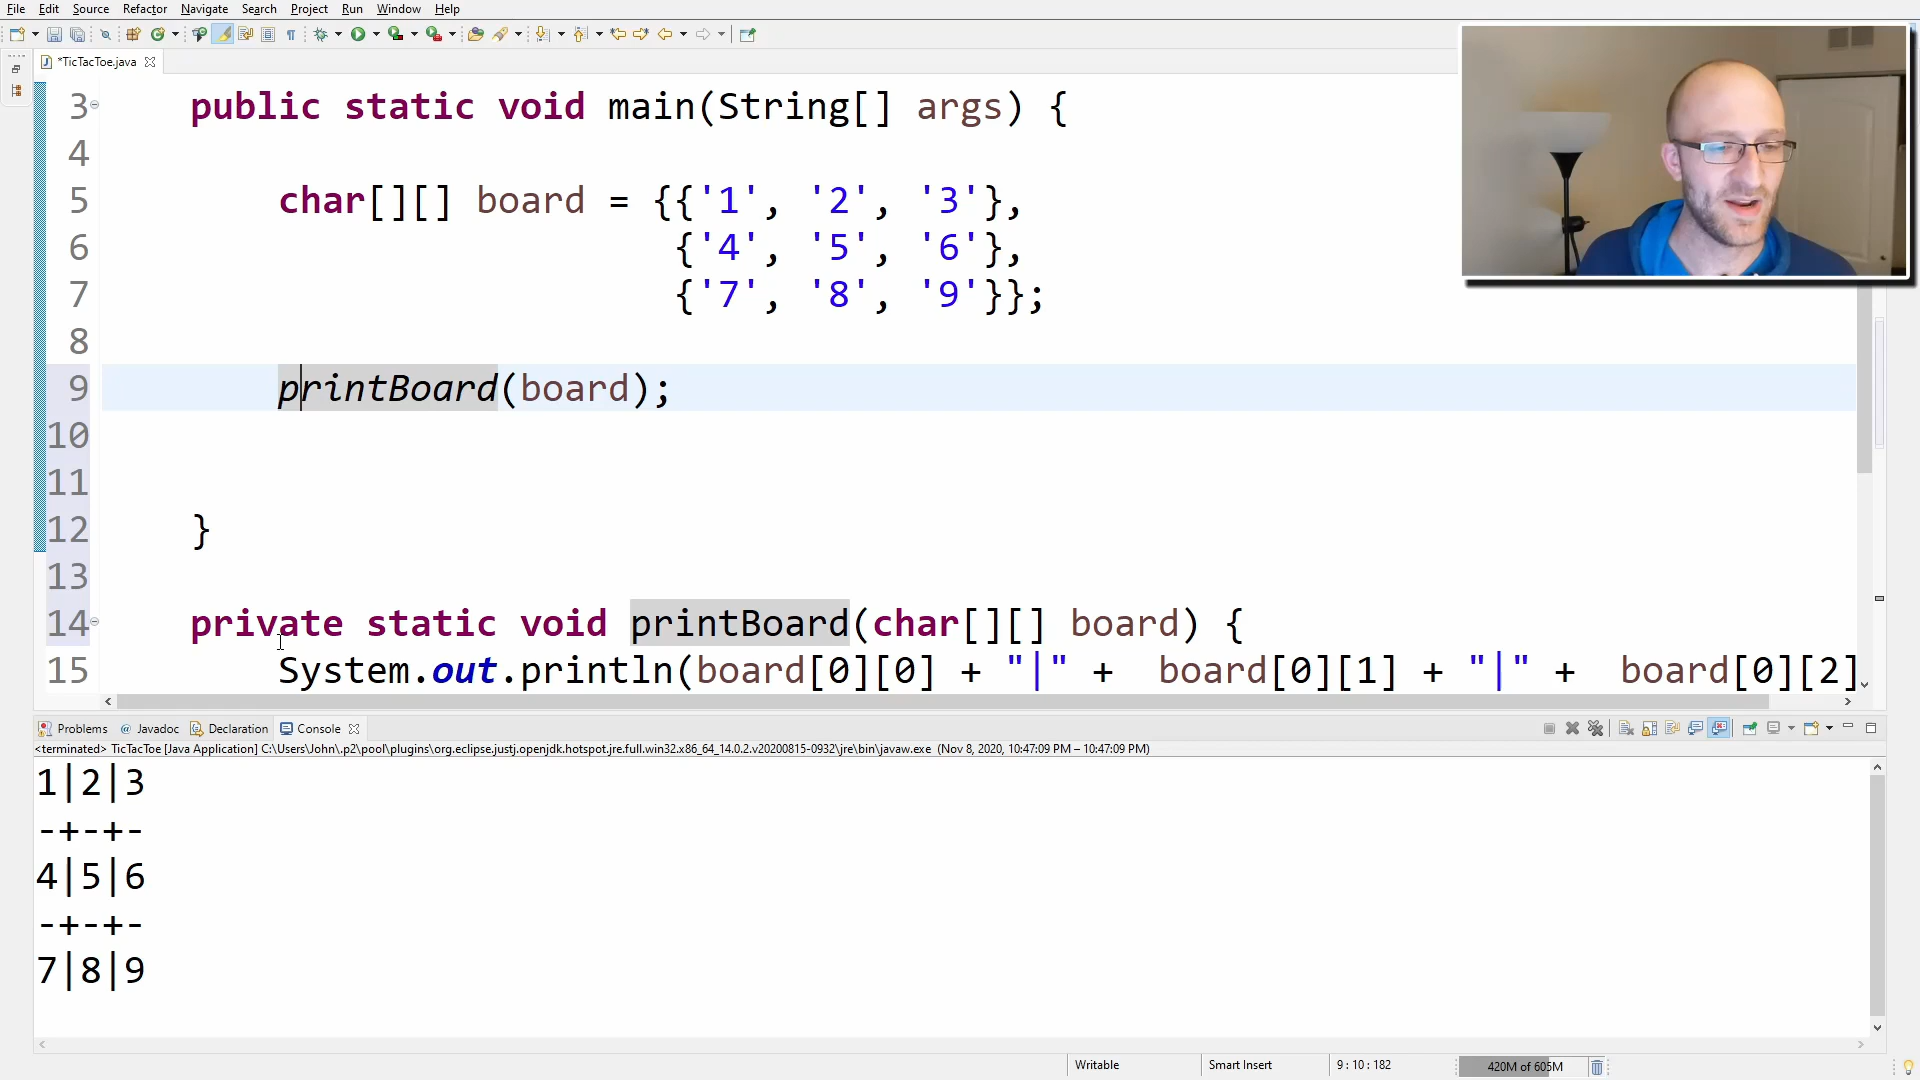 File Edit Source Refactor Navigate Search Project Run Window Help
*TicTacToe.java
3 public static void main(String[] args) {
4
5 char[][] board = {{'1', '2', '3'},
6 {'4', '5', '6'},
7 {'7', '8', '9'}};
8
9 printBoard(board);
10
11
12 }
13
14 private static void printBoard(char[][] board) {
15 System.out.println(board[0][0] + "|" + board[0][1] + "|" + board[0][2]
Problems Javadoc Declaration Console
<terminated> TicTacToe [Java Application] C:\Users\John\.p2\pool\plugins\org.eclipse.justj.openjdk.hotspot.jre.full.win32.x86_64_14.0.2.v20200815-0932\jre\bin\javaw.exe (Nov 8, 2020, 10:47:09 PM – 10:47:09 PM)
1|2|3
-+-+-
4|5|6
-+-+-
7|8|9
Writable Smart Insert 9 : 10 : 182 420M of 605M